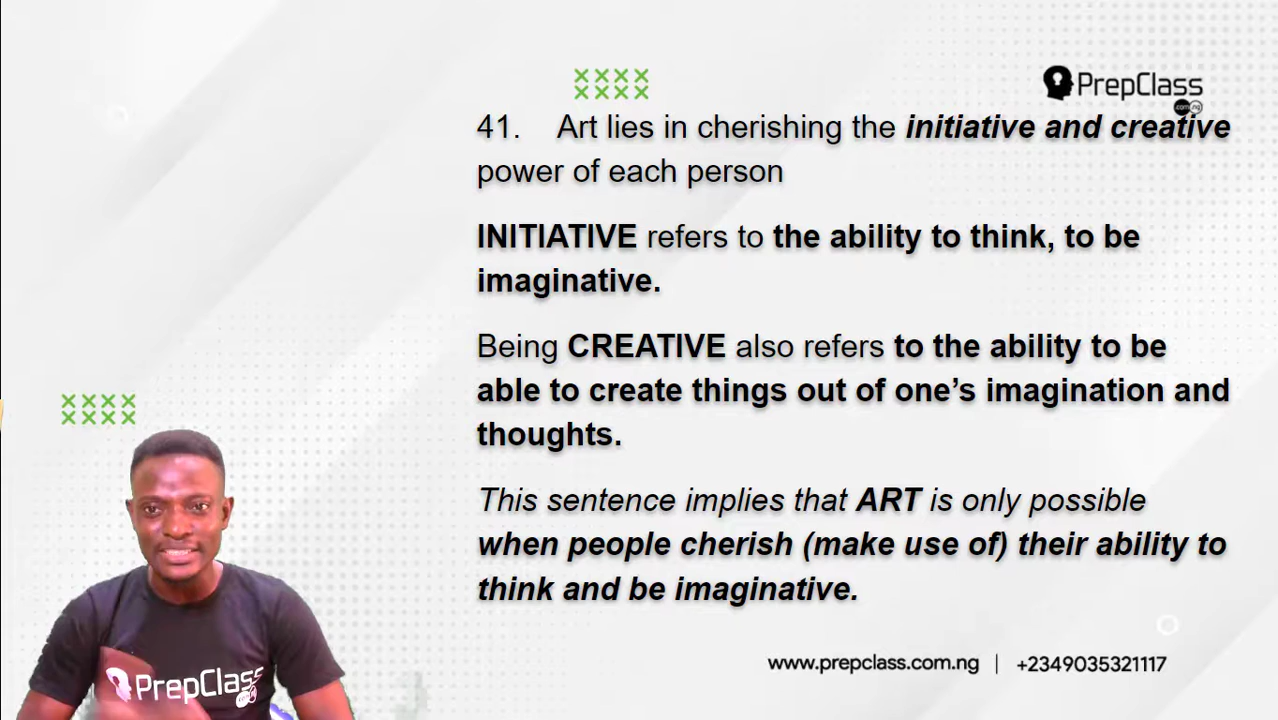 PrepClass
.com ng
41. Art lies in cherishing the initiative and creative
power of each person
INITIATIVE refers to the ability to think, to be
imaginative.
Being CREATIVE also refers to the ability to be
able to create things out of one’s imagination and
thoughts.
This sentence implies that ART is only possible
when people cherish (make use of) their ability to
think and be imaginative.
PrepClass
www.prepclass.com.ng | +2349035321117